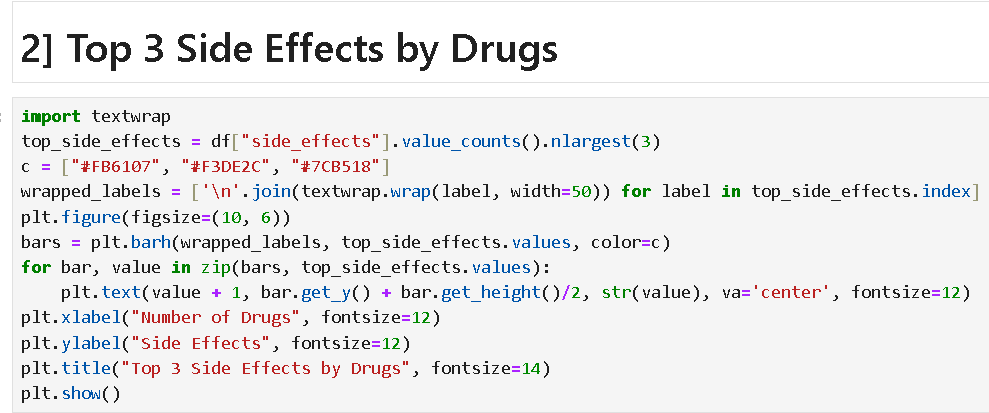 2] Top 3 Side Effects by Drugs
import textwrap
top_side_effects = df["side_effects"].value_counts().nlargest(3)
c = ["#FB6107", "#F3DE2C", "#7CB518"]
wrapped_labels = ['\n'.join(textwrap.wrap(label, width=50)) for label in top_side_effects.index]
plt.figure(figsize=(10, 6))
bars = plt.barh(wrapped_labels, top_side_effects.values, color=c)
for bar, value in zip(bars, top_side_effects.values):
    plt.text(value + 1, bar.get_y() + bar.get_height()/2, str(value), va='center', fontsize=12)
plt.xlabel("Number of Drugs", fontsize=12)
plt.ylabel("Side Effects", fontsize=12)
plt.title("Top 3 Side Effects by Drugs", fontsize=14)
plt.show()